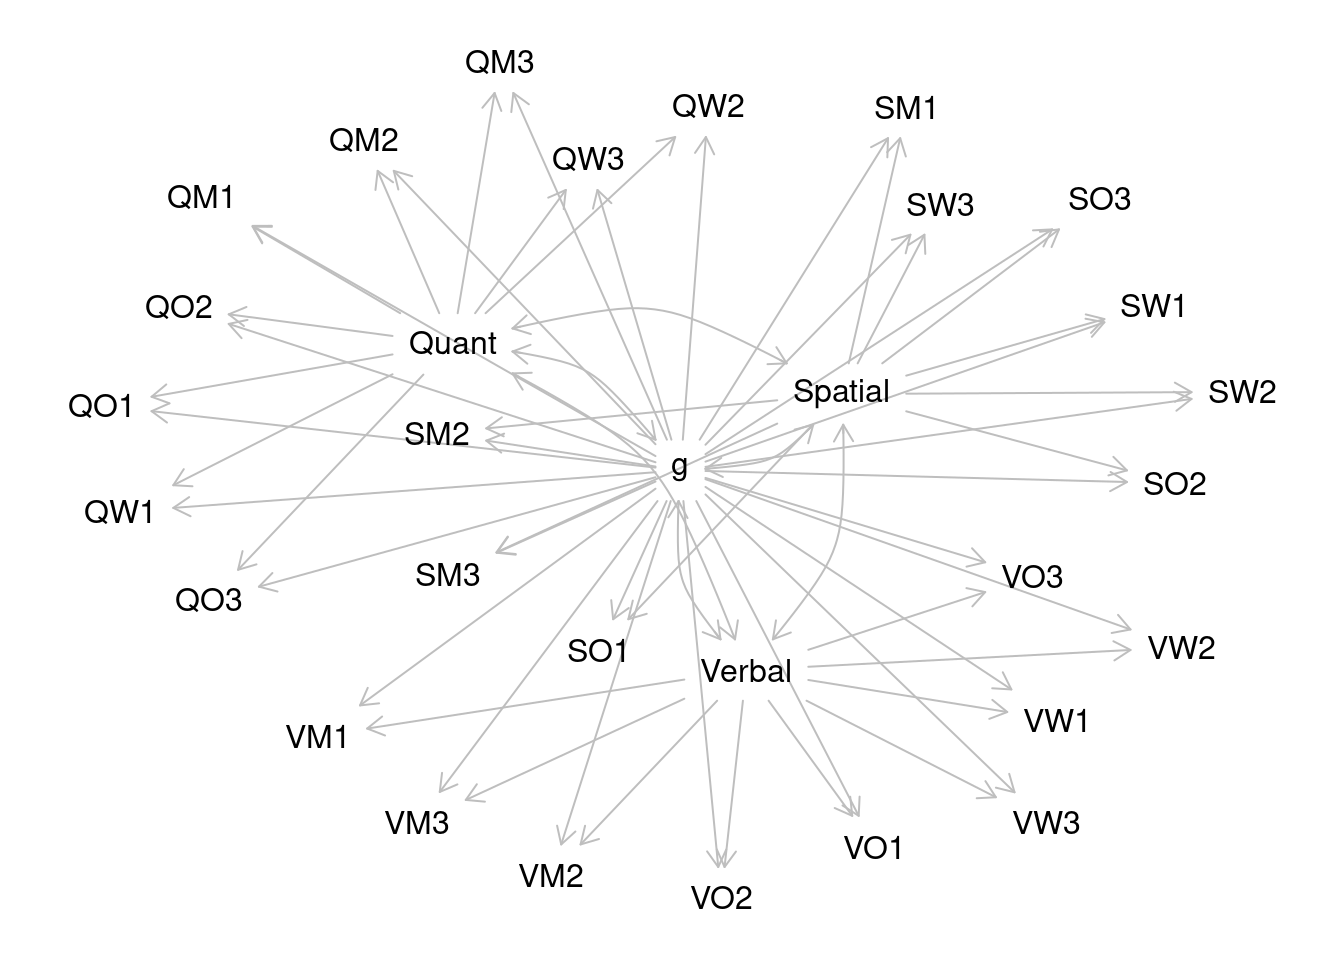 QM3
QW2
SM1
QM2
QW3
QM1
SW3
SO3
QO2
SW1
Quant
Spatial
SW2
QO1
SM2
g
SO2
QW1
SM3
VO3
QO3
SO1
VW2
Verbal
VW1
VM1
VM3
VW3
VO1
VM2
VO2